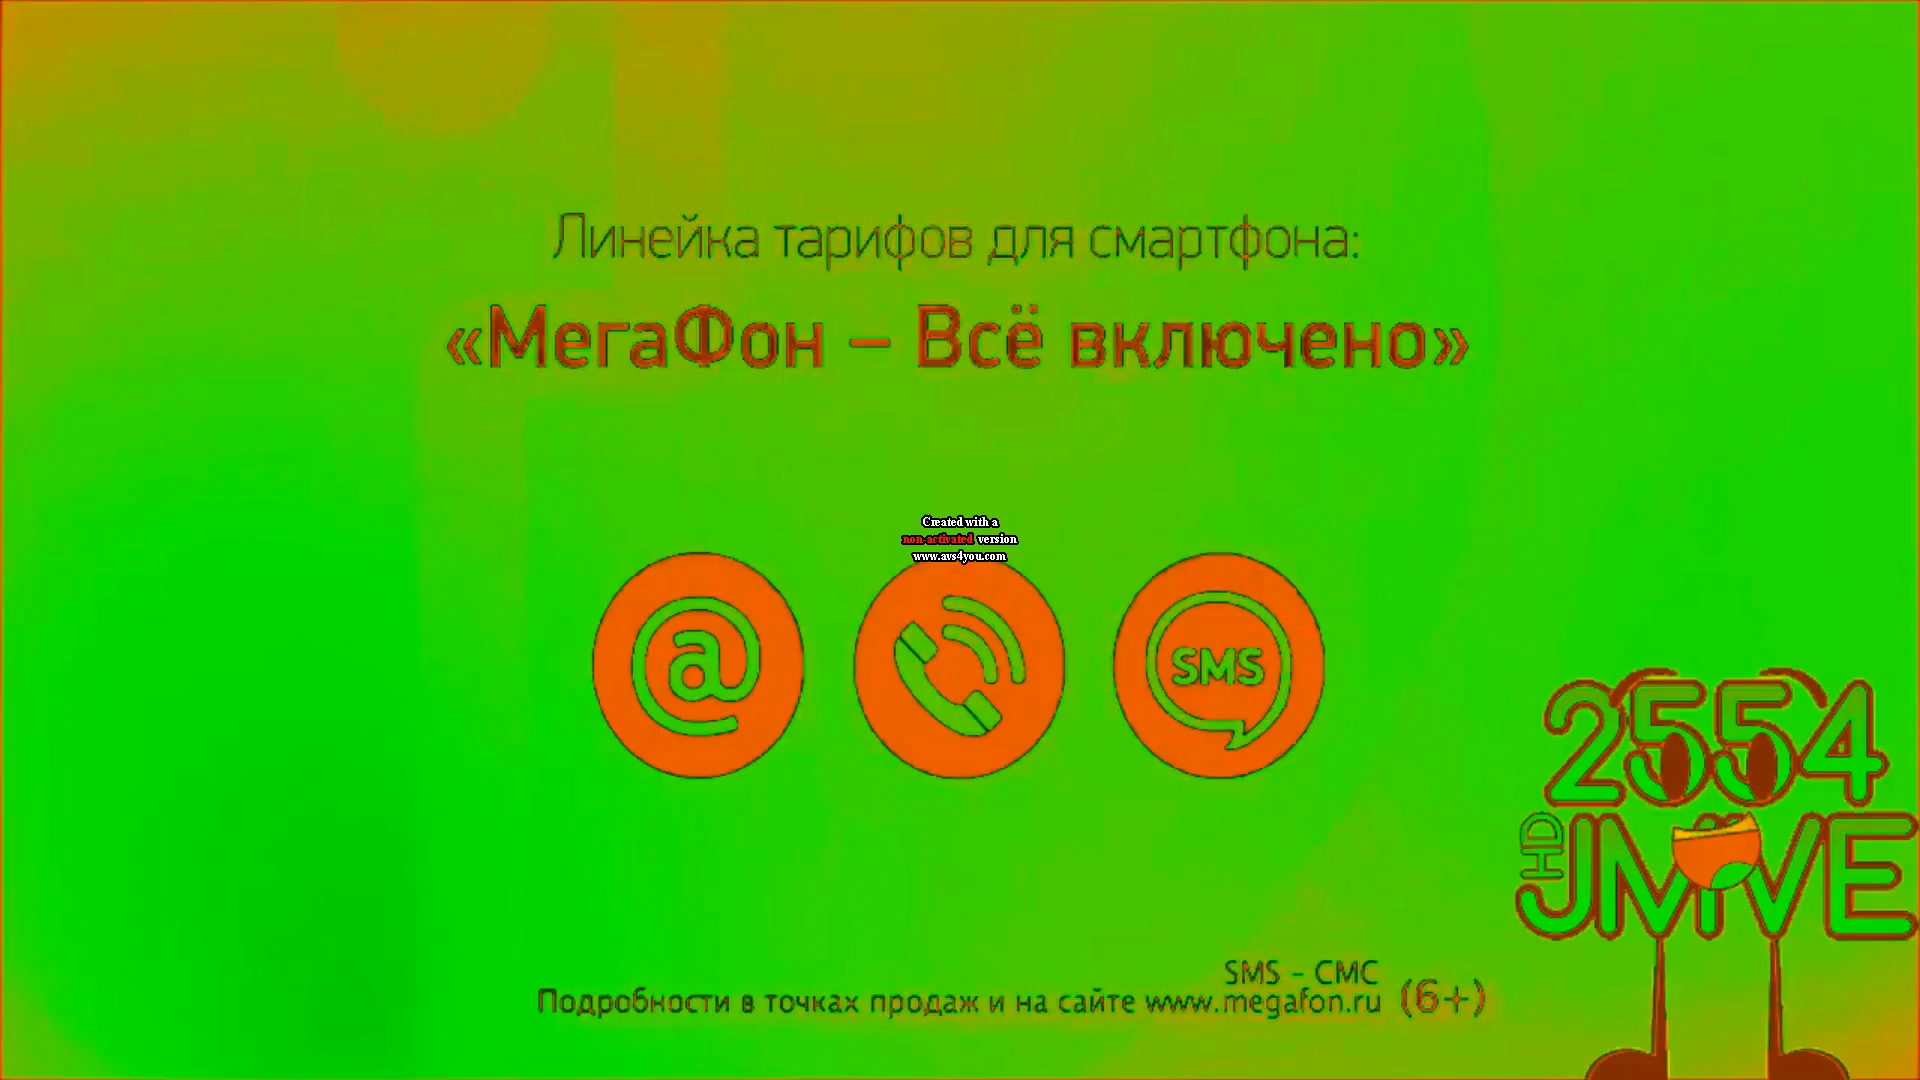 Линейка тарифов для смартфона:
«МегаФон – Всё включено»
Created with a
non-activated version
www.avs4you.com
@
SMS
2554
HD
JMVE
SMS - СМС
Подробности в точках продаж и на сайте www.megafon.ru (6+)